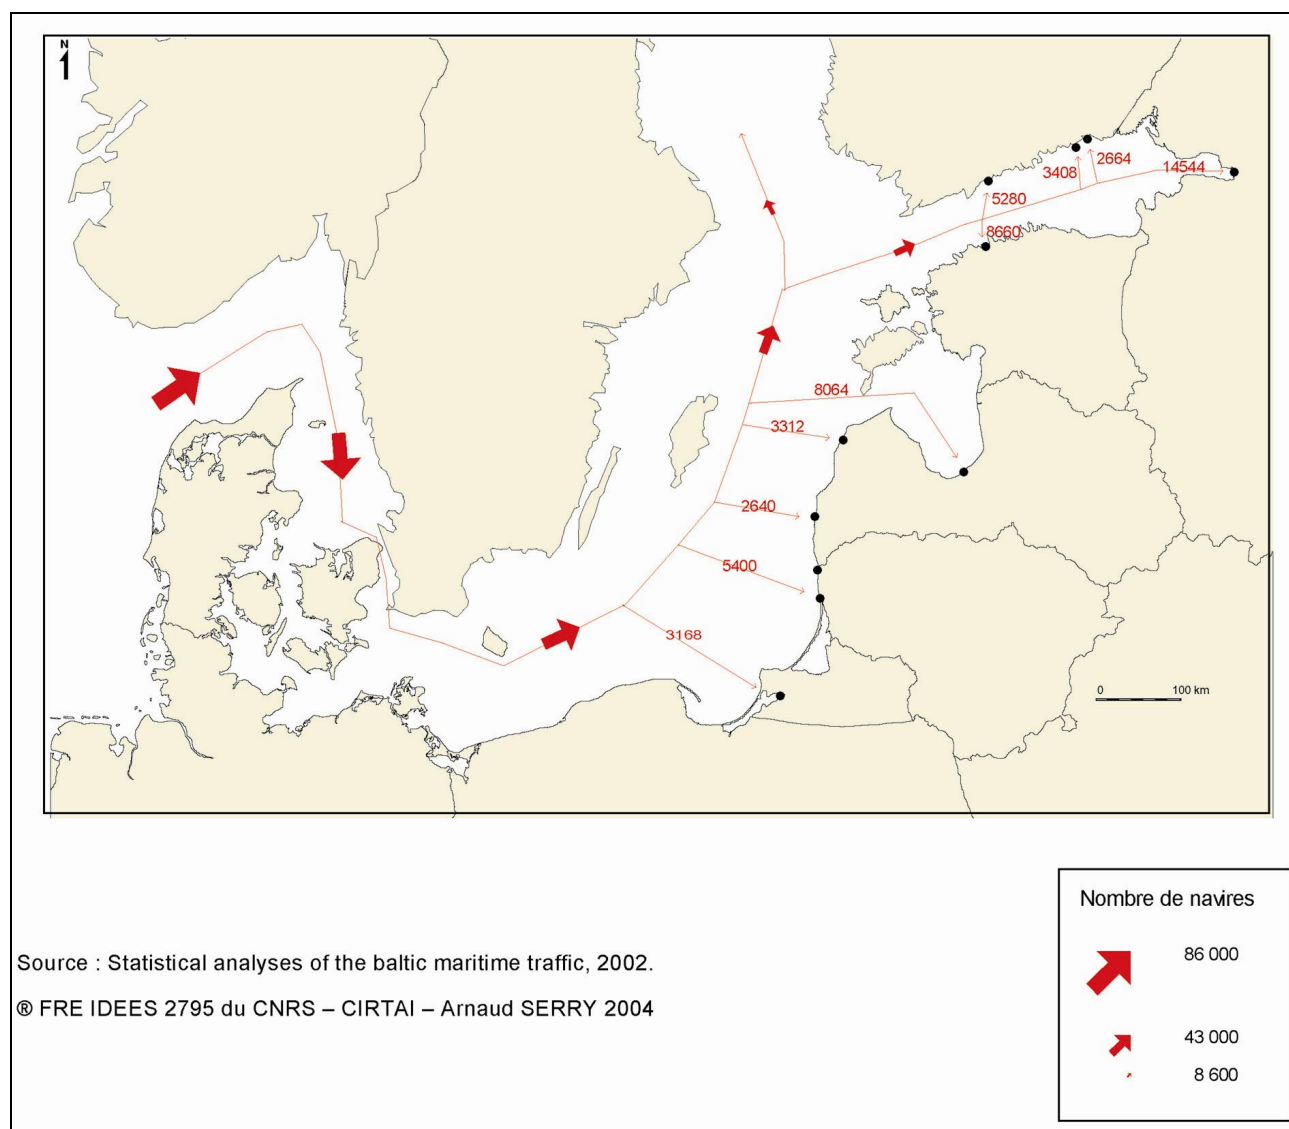 N
2664
3408
14544
5280
8660
8064
3312
2640
5400
3168
0 100 km
Nombre de navires
86 000
Source : Statistical analyses of the baltic maritime traffic, 2002.
® FRE IDEES 2795 du CNRS – CIRTAI – Arnaud SERRY 2004
43 000
8 600